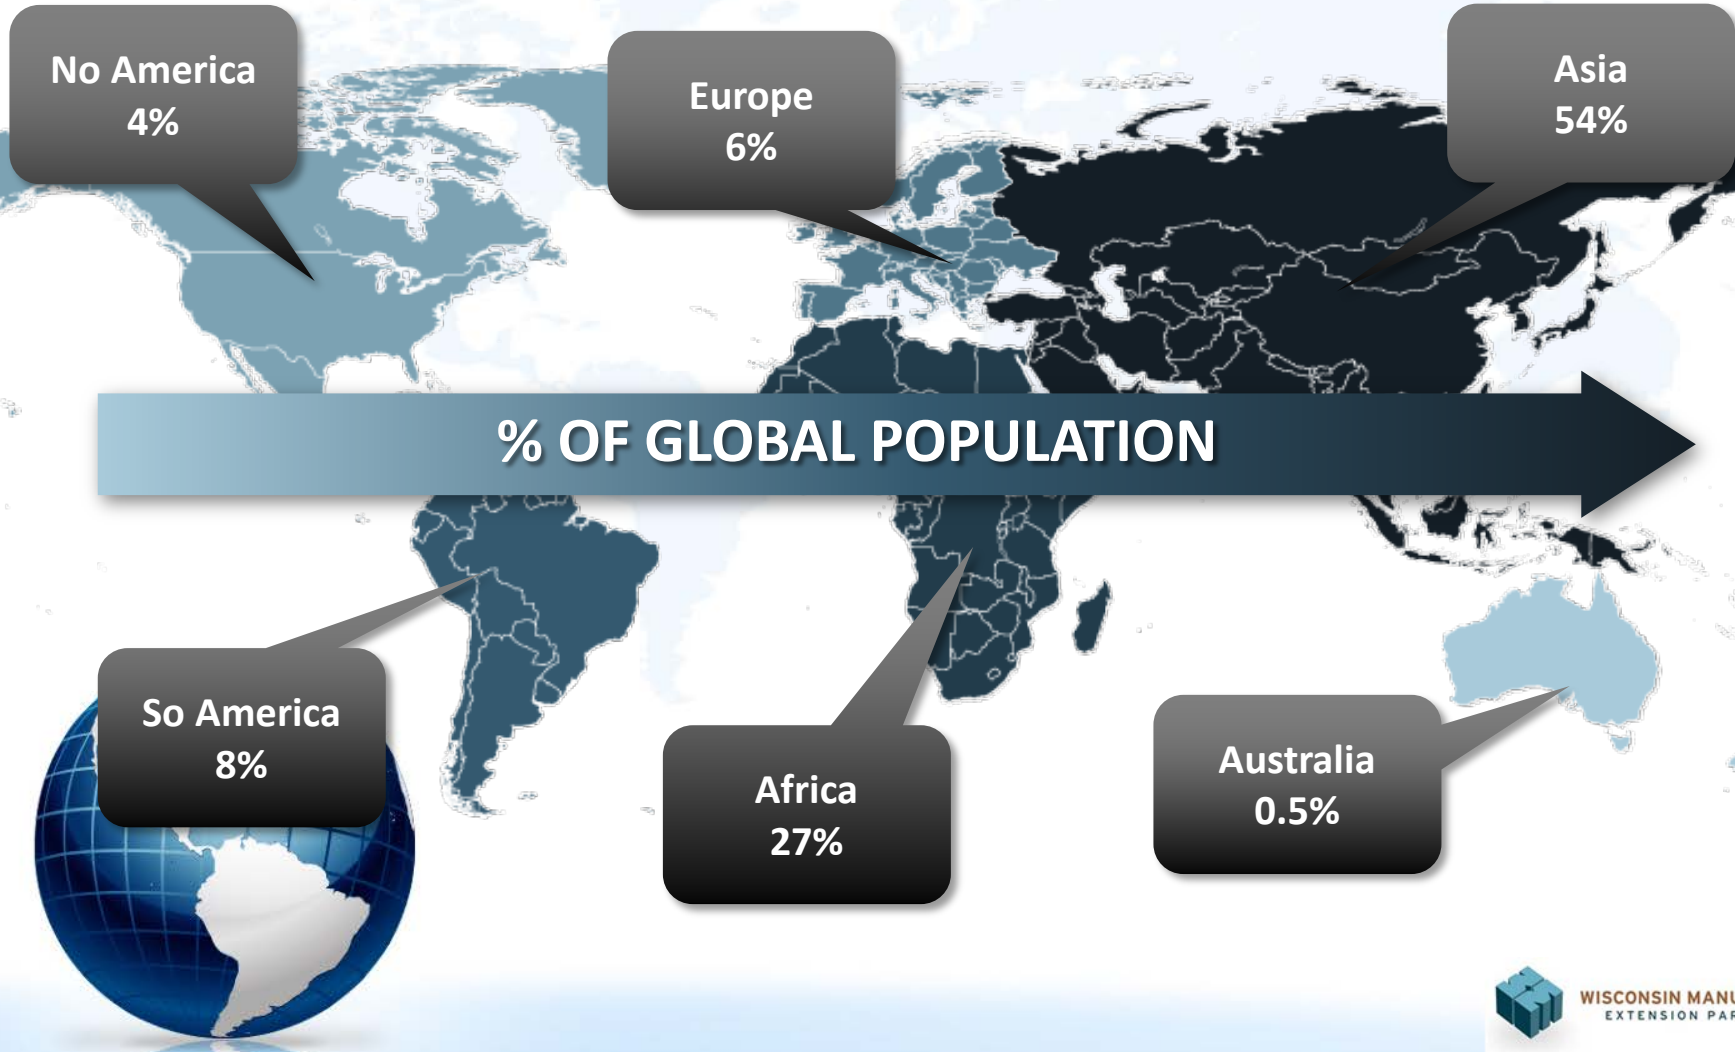 No America
4%
Europe
6%
Asia
54%
% OF GLOBAL POPULATION
So America
8%
Africa
27%
Australia
0.5%
WISCONSIN MANU
EXTENSION PAR